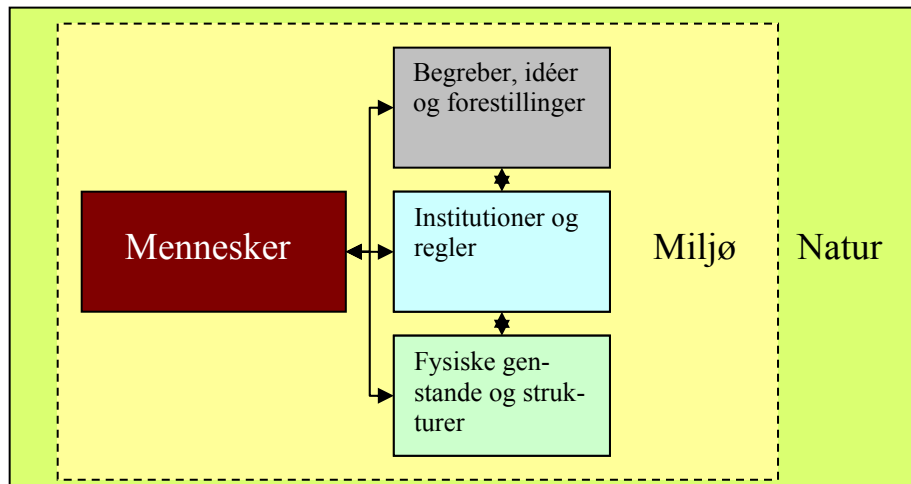 Begreber, idéer
og forestillinger
Mennesker
Institutioner og
regler
Miljø
Natur
Fysiske gen-
stande og struk-
turer